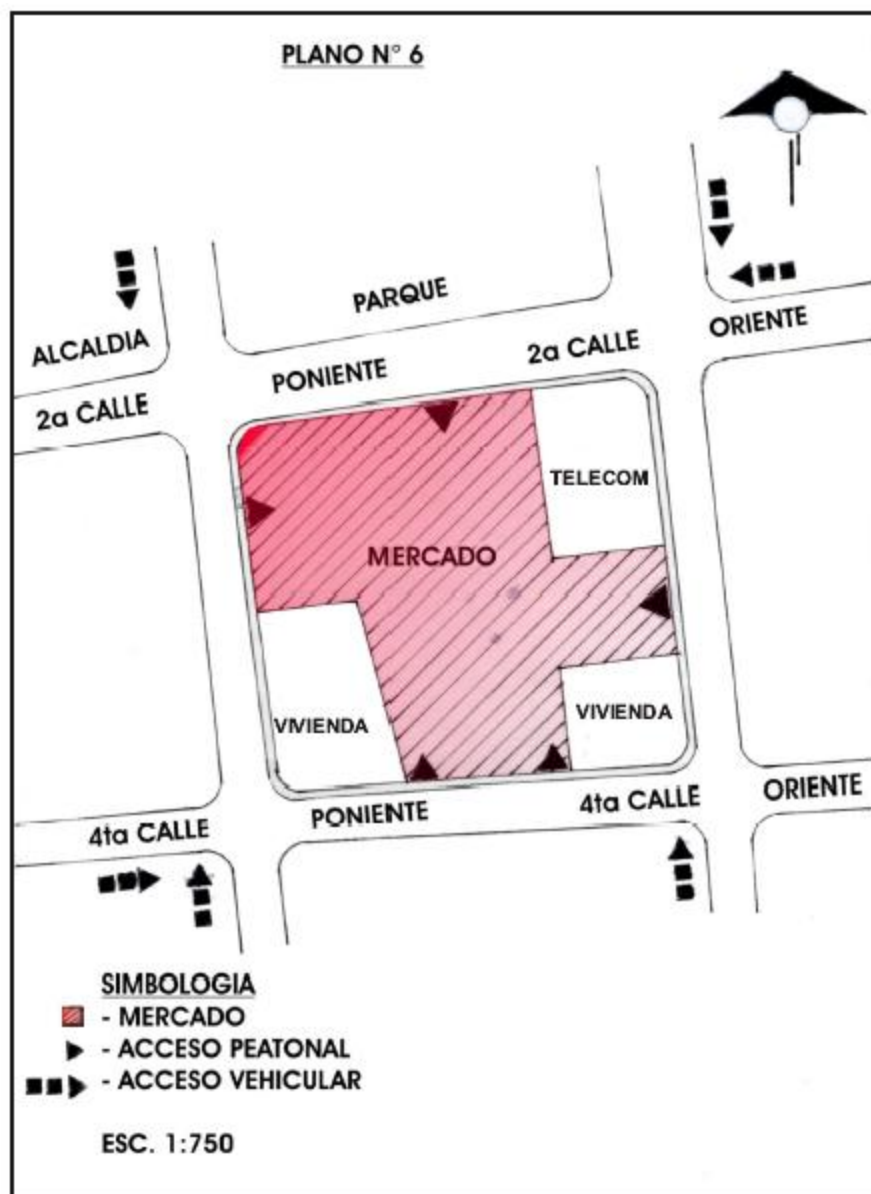 PLANO N° 6
PARQUE
ALCALDIA
ORIENTE
2a CALLE
PONIENTE
2a CALLE
TELECOM
MERCADO
VIVIENDA
VIVIENDA
ORIENTE
4ta CALLE
PONIENTE
4ta CALLE
SIMBOLOGIA
- MERCADO
- ACCESO PEATONAL
- ACCESO VEHICULAR
ESC. 1:750